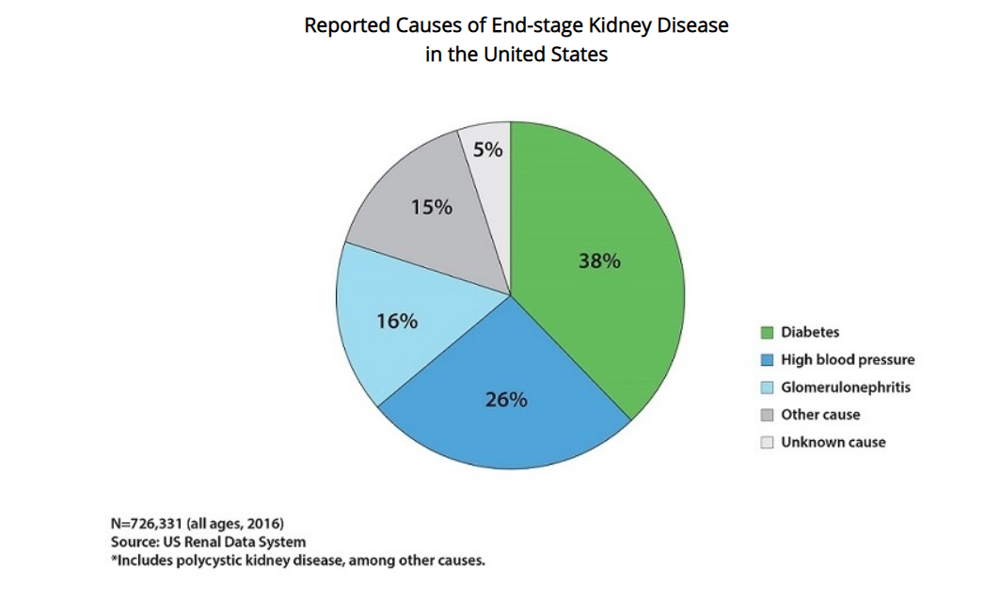 Reported Causes of End-stage Kidney Disease
in the United States
5%
15%
38%
16%
26%
Diabetes
High blood pressure
Glomerulonephritis
Other cause
Unknown cause
N=726,331 (all ages, 2016)
Source: US Renal Data System
*Includes polycystic kidney disease, among other causes.